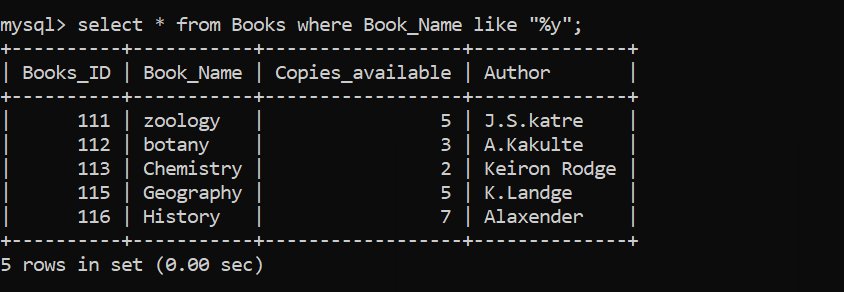 mysql> select * from Books where Book_Name like "%y";
+----------+-----------+------------------+--------------+
| Books_ID | Book_Name | Copies_available | Author       |
+----------+-----------+------------------+--------------+
|      111 | zoology   |                5 | J.S.katre    |
|      112 | botany    |                3 | A.Kakulte    |
|      113 | Chemistry |                2 | Keiron Rodge |
|      115 | Geography |                5 | K.Landge     |
|      116 | History   |                7 | Alaxender    |
+----------+-----------+------------------+--------------+
5 rows in set (0.00 sec)